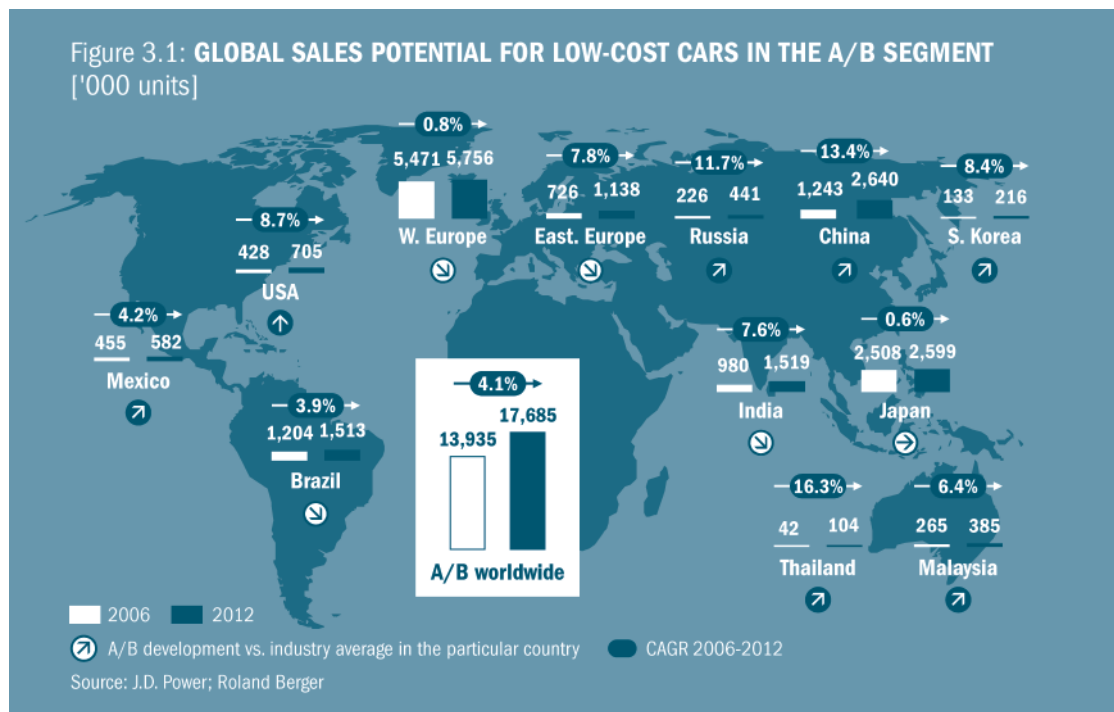 Figure 3.1: GLOBAL SALES POTENTIAL FOR LOW-COST CARS IN THE A/B SEGMENT
['000 units]
0.8%
5,471 5,756
W. Europe
7.8%
726 1,138
East. Europe
11.7%
226 441
Russia
13.4%
1,243 2,640
China
8.4%
133 216
S. Korea
8.7%
428 705
USA
4.2%
455 582
Mexico
3.9%
1,204 1,513
Brazil
4.1%
13,935 17,685
A/B worldwide
7.6%
980 1,519
India
0.6%
2,508 2,599
Japan
16.3%
42 104
Thailand
6.4%
265 385
Malaysia
2006 2012
A/B development vs. industry average in the particular country CAGR 2006-2012
Source: J.D. Power; Roland Berger